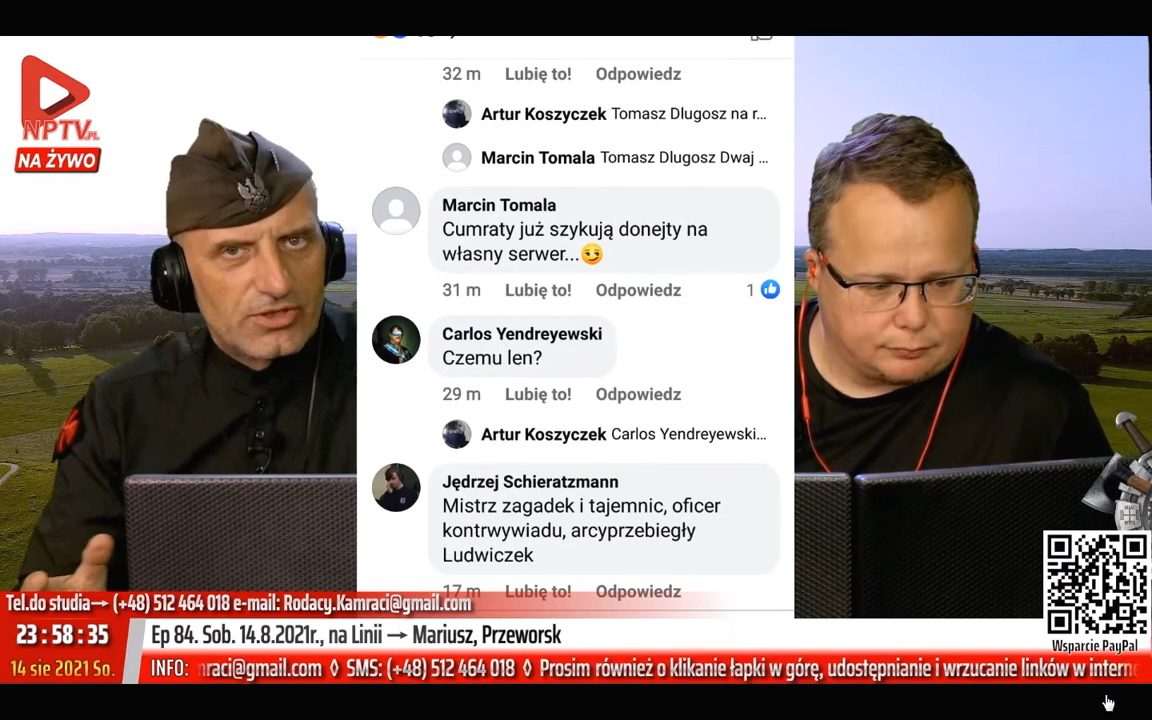 NPTV.PL
NA ŻYWO
32 m Lubię to! Odpowiedz
Artur Koszyczek Tomasz Dlugosz na r...
Marcin Tomala Tomasz Dlugosz Dwaj ...
Marcin Tomala
Cumraty już szykują donejty na
własny serwer...😏
31 m Lubię to! Odpowiedz 1
Carlos Yendreyewski
Czemu len?
29 m Lubię to! Odpowiedz
Artur Koszyczek Carlos Yendreyewski...
Jędrzej Schieratzmann
Mistrz zagadek i tajemnic, oficer
kontrwywiadu, arcyprzebiegły
Ludwiczek
17 m Lubię to! Odpowiedz
Tel.do studia→ (+48) 512 464 018 e-mail: Rodacy.Kamraci@gmail.com
23:58:35
Ep 84. Sob. 14.8.2021r., na Linii → Mariusz, Przeworsk
Wsparcie PayPal
14 sie 2021 So.
INFO: mraci@gmail.com ◊ SMS: (+48) 512 464 018 ◊ Prosim również o klikanie łapki w górę, udostępnianie i wrzucanie linków w interne